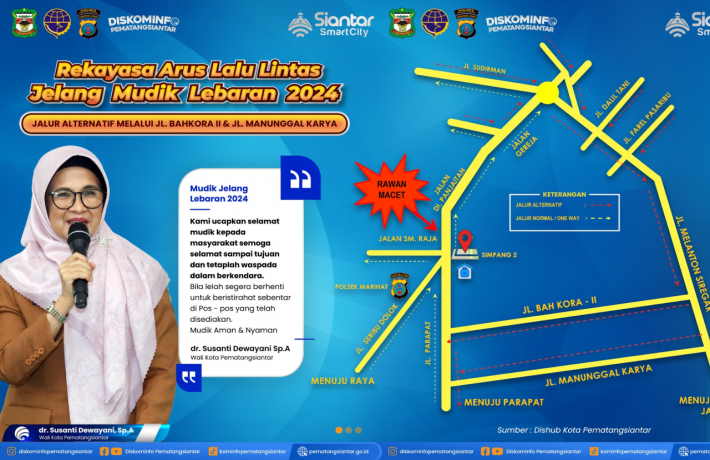 DISKOMINFO
PEMATANGSIANTAR
Siantar
SmartCity
DISKOMINFO
PEMATANGSIANTAR
Siantar
SmartCity
Rekayasa Arus Lalu Lintas
Jelang Mudik Lebaran 2024
JALUR ALTERNATIF MELALUI JL. BAHKORA II & JL. MANUNGGAL KARYA
Mudik Jelang
Lebaran 2024
Kami ucapkan selamat
mudik kepada
masyarakat semoga
selamat sampai tujuan
dan tetaplah waspada
dalam berkendara.
Bila lelah segera berhenti
untuk beristirahat sebentar
di Pos - pos yang telah
disediakan.
Mudik Aman & Nyaman
dr. Susanti Dewayani Sp.A
Wali Kota Pematangsiantar
dr. Susanti Dewayani, Sp.A
Wali Kota Pematangsiantar
JL. SUDIRMAN
JL. DAUD TANI
JL. FAREL PASARIBU
JALAN
GEREJA
JALAN
DI PANJAITAN
RAWAN
MACET
KETERANGAN
JALUR ALTERNATIF :
JALUR NORMAL / ONE WAY :
JALAN SM. RAJA
SIMPANG 2
JL. MELANTON SIREGAR
POLSEK MARIHAT
JL. SERIBU DOLOK
JL. PARAPAT
JL. BAH KORA - II
JL. MANUNGGAL KARYA
MENUJU RAYA
MENUJU PARAPAT
Sumber : Dishub Kota Pematangsiantar
diskominfopematangsiantar
Diskominfo Pematangsiantar
kominfopematangsiantar
pematangsiantar.go.id
diskominfopematangsiantar
Diskominfo Pematangsiantar
kominfopematangsiantar